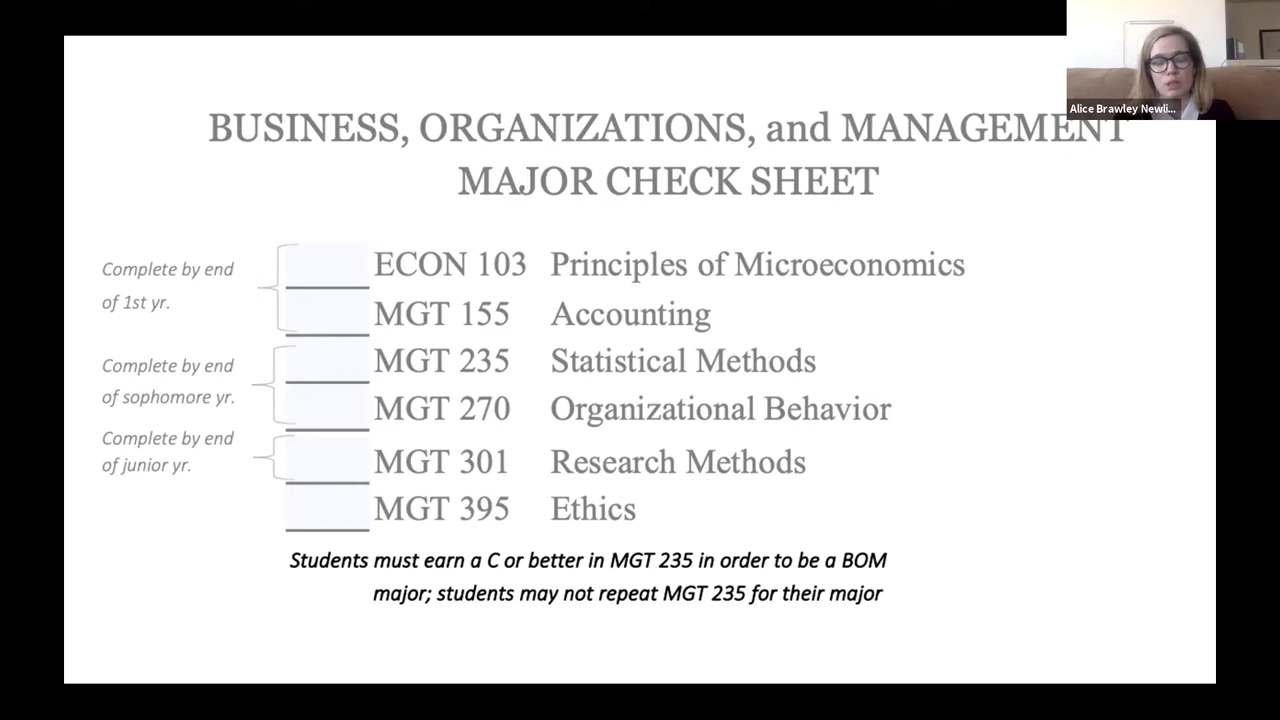 Alice Brawley Newli...
BUSINESS, ORGANIZATIONS, and MANAGEMENT
MAJOR CHECK SHEET
Complete by end
of 1st yr.
ECON 103 Principles of Microeconomics
MGT 155 Accounting
Complete by end
of sophomore yr.
MGT 235 Statistical Methods
MGT 270 Organizational Behavior
Complete by end
of junior yr.
MGT 301 Research Methods
MGT 395 Ethics
Students must earn a C or better in MGT 235 in order to be a BOM
major; students may not repeat MGT 235 for their major